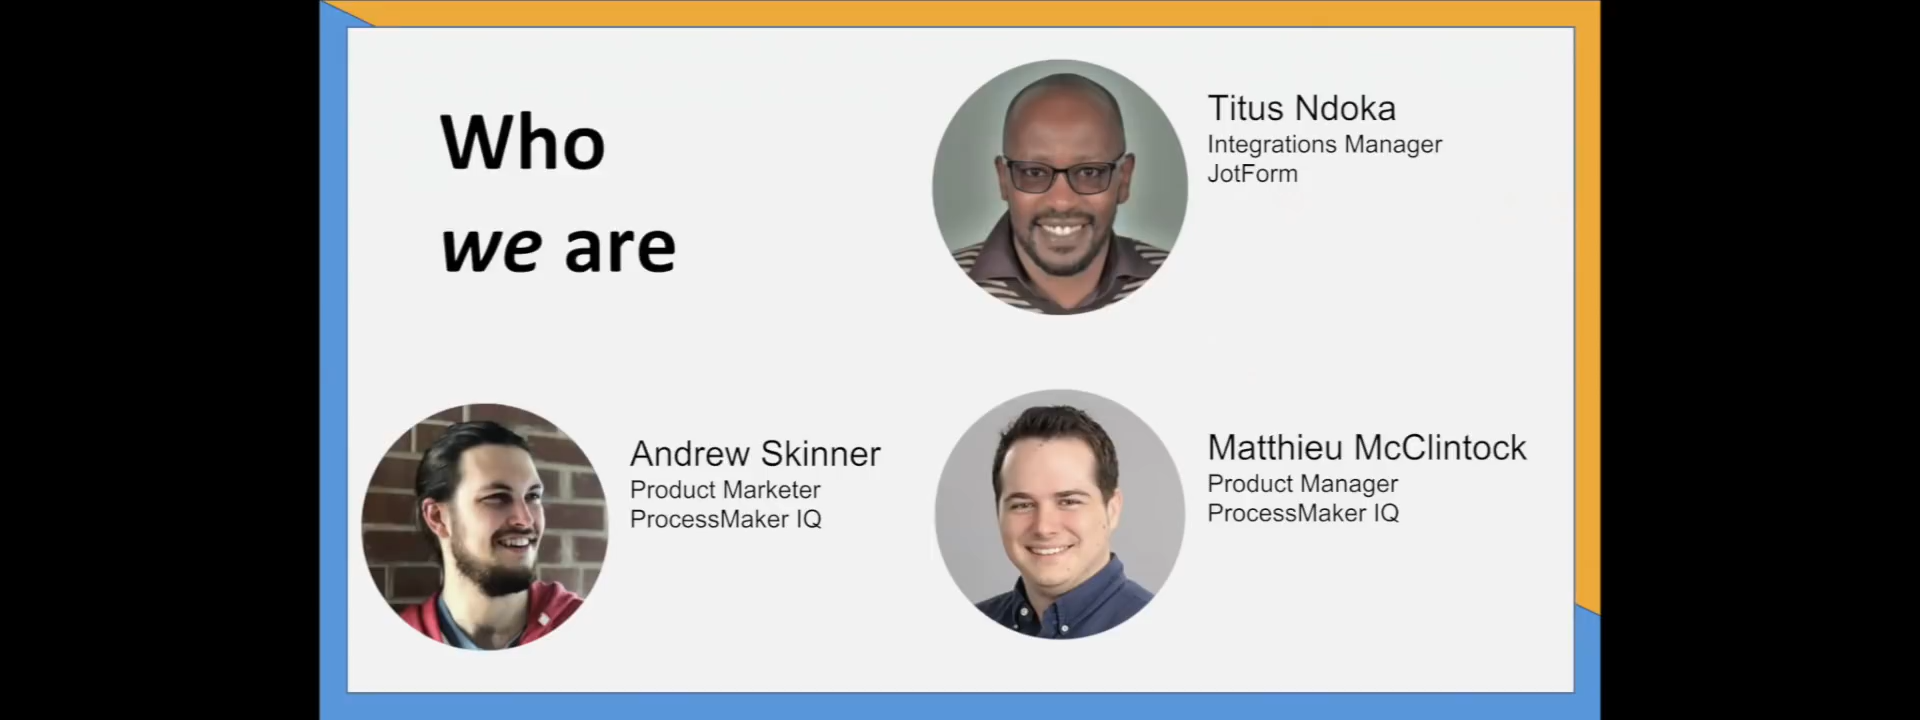 Who
we are
Titus Ndoka
Integrations Manager
JotForm
Andrew Skinner
Product Marketer
ProcessMaker IQ
Matthieu McClintock
Product Manager
ProcessMaker IQ